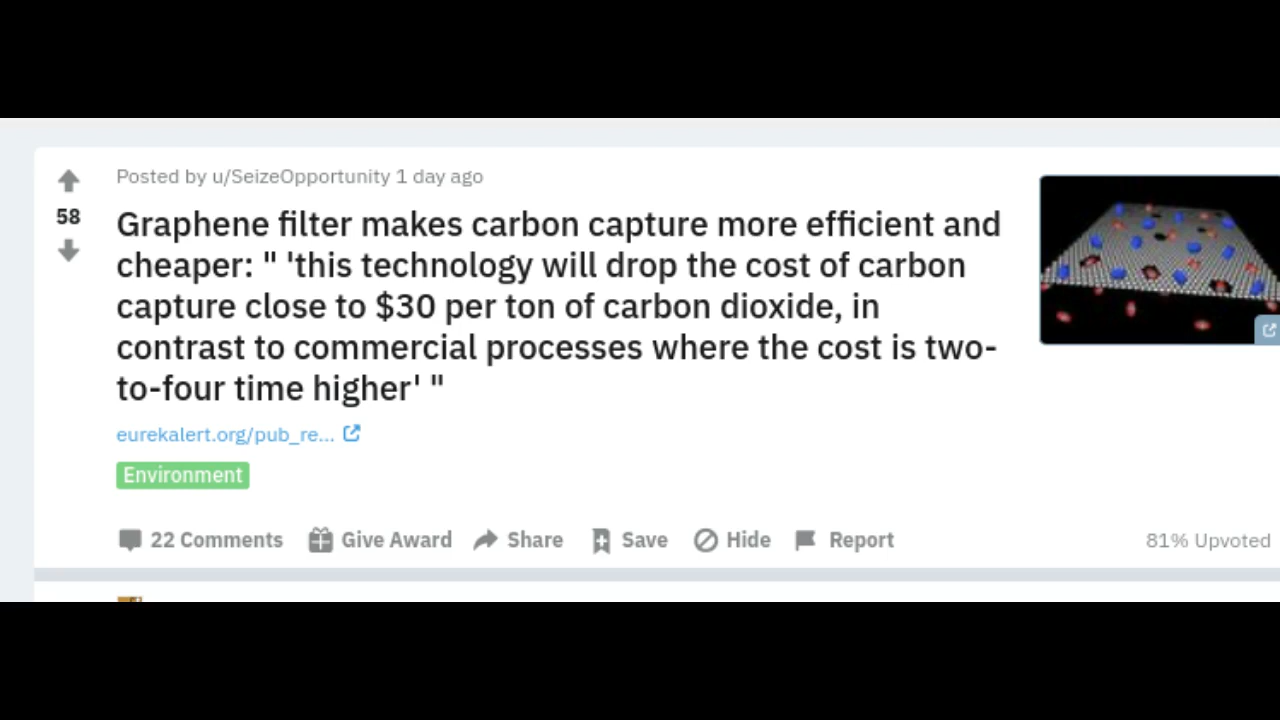 Posted by u/SeizeOpportunity 1 day ago
58
Graphene filter makes carbon capture more efficient and
cheaper: " 'this technology will drop the cost of carbon
capture close to $30 per ton of carbon dioxide, in
contrast to commercial processes where the cost is two-
to-four time higher' "
eurekalert.org/pub_re...
Environment
22 Comments Give Award Share Save Hide Report 81% Upvoted